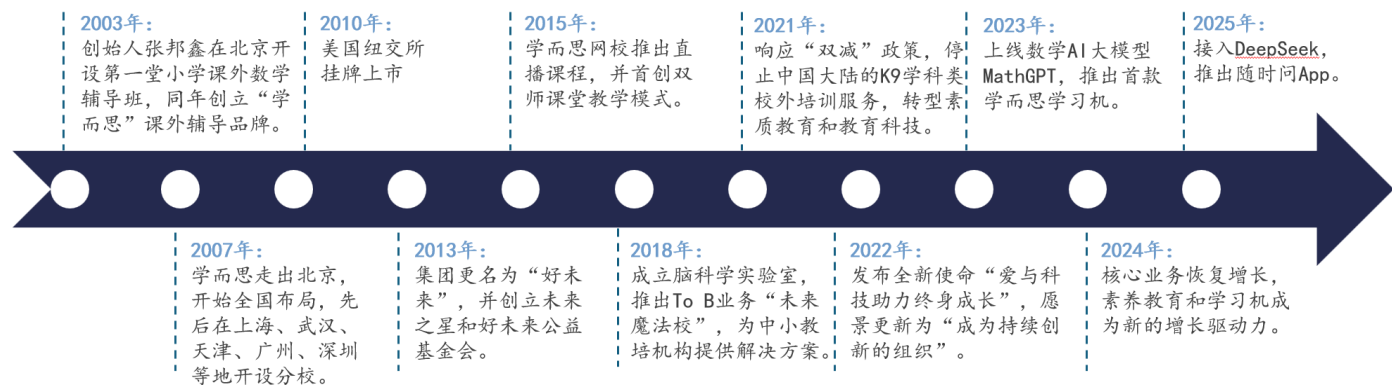 2003年：
创始人张邦鑫在北京开
设第一堂小学课外数学
辅导班，同年创立“学
而思”课外辅导品牌。
2010年：
美国纽交所
挂牌上市
2015年：
学而思网校推出直
播课程，并首创双
师课堂教学模式。
2021年：
响应“双减”政策，停
止中国大陆的K9学科类
校外培训服务，转型素
质教育和教育科技。
2023年：
上线数学AI大模型
MathGPT，推出首款
学而思学习机。
2025年：
接入DeepSeek，
推出随时问App。
2007年：
学而思走出北京，
开始全国布局，先
后在上海、武汉、
天津、广州、深圳
等地开设分校。
2013年：
集团更名为“好未
来”，并创立未来
之星和好未来公益
基金会。
2018年：
成立脑科学实验室，
推出To B业务“未来
魔法校”，为中小教
培机构提供解决方案。
2022年：
发布全新使命“爱与科
技助力终身成长”，愿
景更新为“成为持续创
新的组织”。
2024年：
核心业务恢复增长，
素养教育和学习机成
为新的增长驱动力。